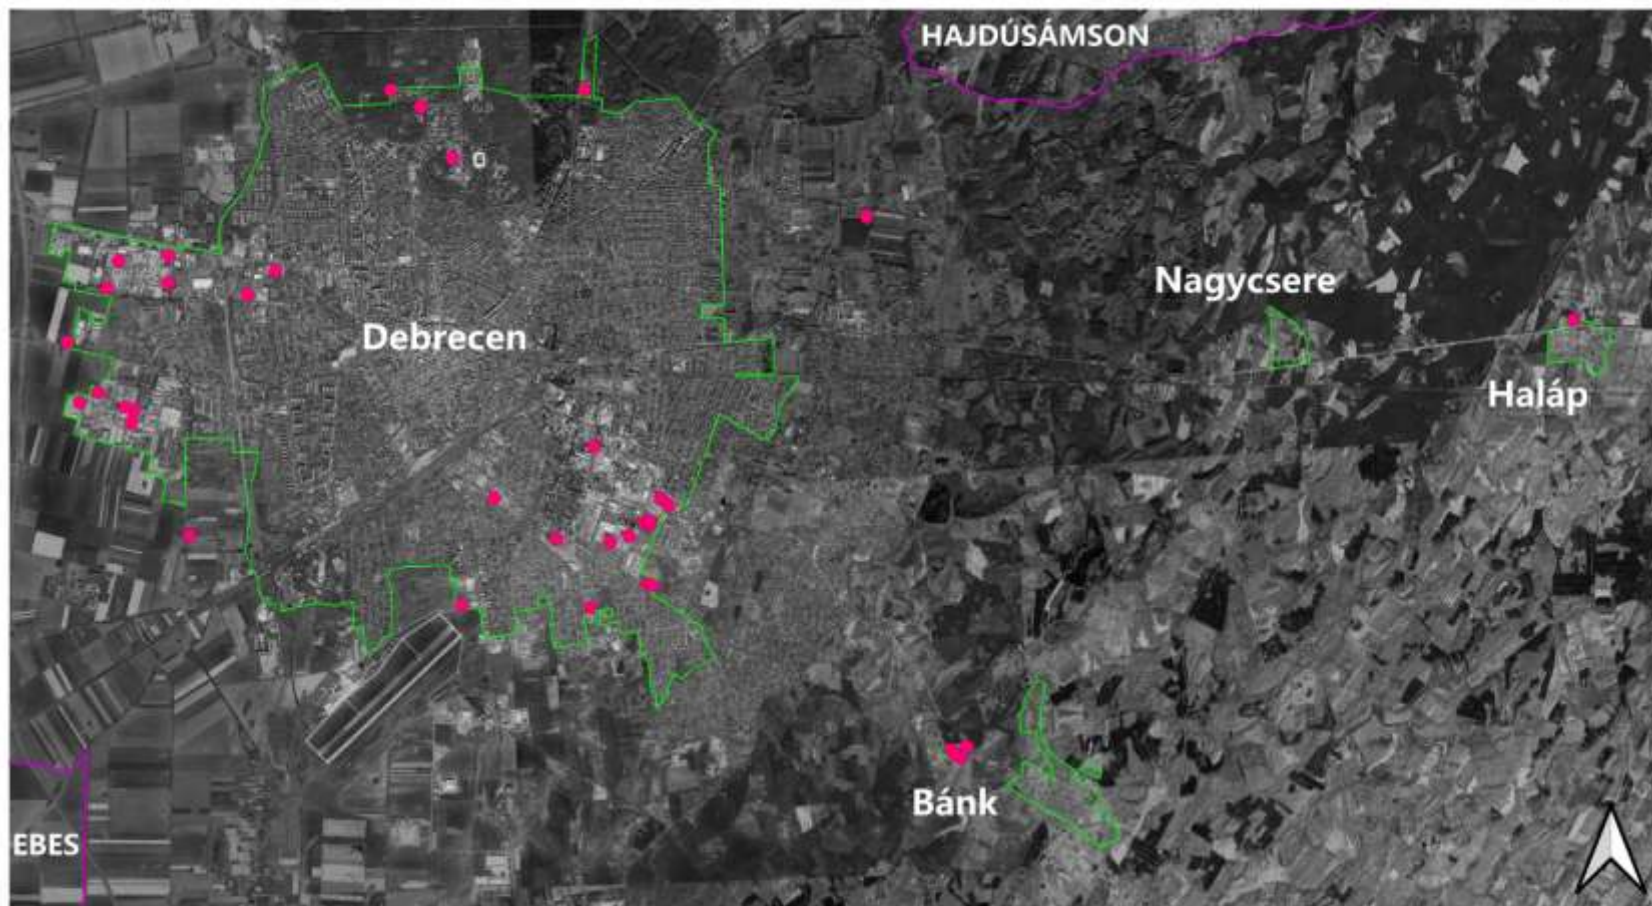 HAJDÚSÁMSON
Nagycsere
Debrecen
Haláp
Bánk
EBES